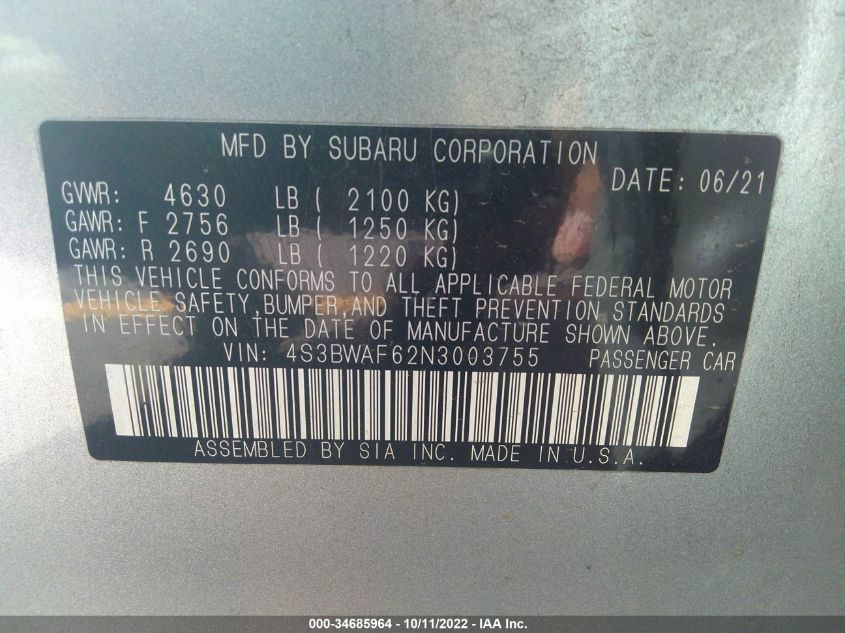 MFD BY SUBARU CORPORATION
DATE: 06/21
GVWR: 4630 LB ( 2100 KG)
GAWR: F 2756 LB ( 1250 KG)
GAWR: R 2690 LB ( 1220 KG)
THIS VEHICLE CONFORMS TO ALL APPLICABLE FEDERAL MOTOR
VEHICLE SAFETY,BUMPER,AND THEFT PREVENTION STANDARDS
IN EFFECT ON THE DATE OF MANUFACTURE SHOWN ABOVE.
VIN: 4S3BWAF62N3003755 PASSENGER CAR
ASSEMBLED BY SIA INC. MADE IN U.S.A.
000-34685964 - 10/11/2022 - IAA Inc.